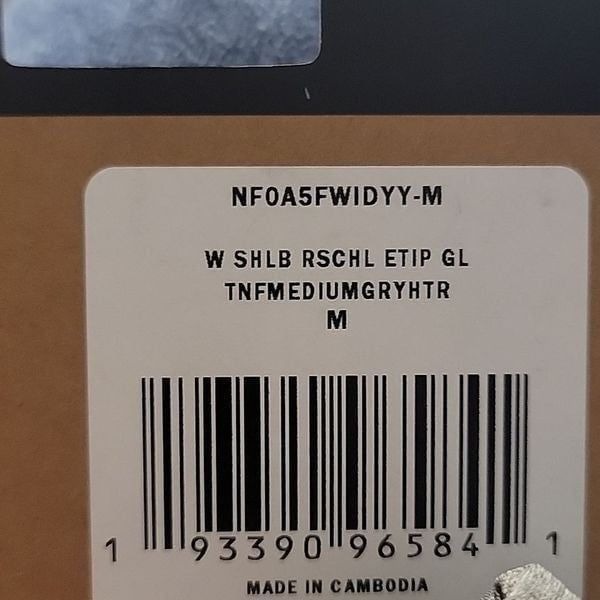 NF0A5FWIDYY-M
W SHLB RSCHL ETIP GL
TNFMEDIUMGRYHTR
M
1 93390 96584 1
MADE IN CAMBODIA